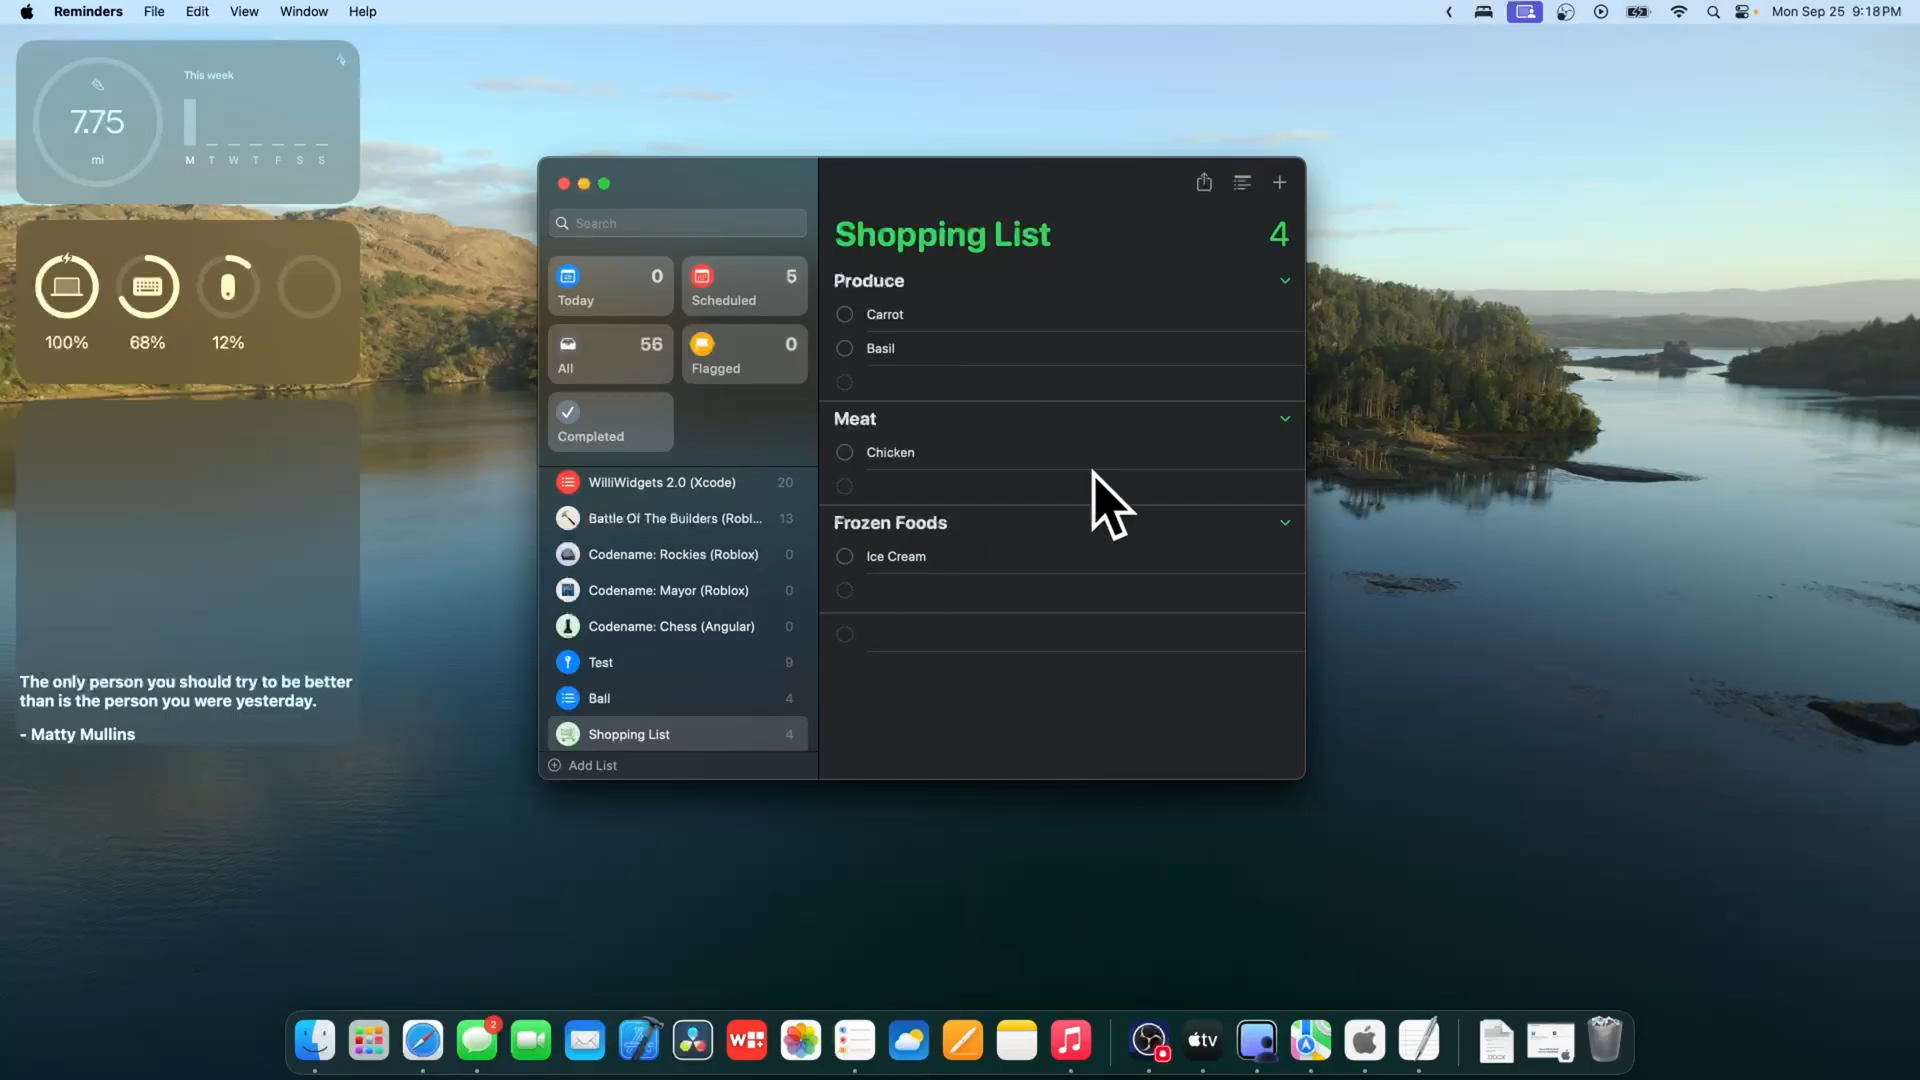 Reminders File Edit View Window Help
Mon Sep 25 9:18 PM
This week
7.75
mi
M T W T F S S
100% 68% 12%
The only person you should try to be better
than is the person you were yesterday.
- Matty Mullins
Search
0
Today
5
Scheduled
56
All
0
Flagged
Completed
WilliWidgets 2.0 (Xcode) 20
Battle Of The Builders (Robl... 13
Codename: Rockies (Roblox) 0
Codename: Mayor (Roblox) 0
Codename: Chess (Angular) 0
Test 9
Ball 4
Shopping List 4
Add List
Shopping List 4
Produce
Carrot
Basil
Meat
Chicken
Frozen Foods
Ice Cream
2
tv
DOCX